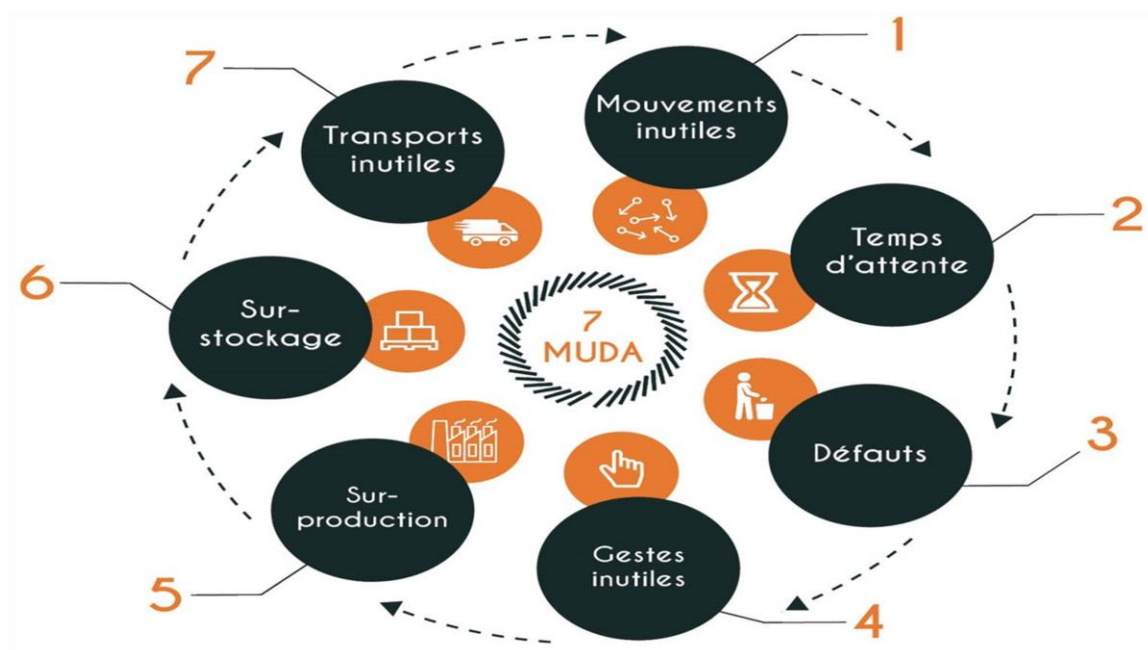 1
Mouvements
inutiles
2
Temps
d'attente
3
Défauts
4
Gestes
inutiles
5
Sur-
production
6
Sur-
stockage
7
Transports
inutiles
7
MUDA